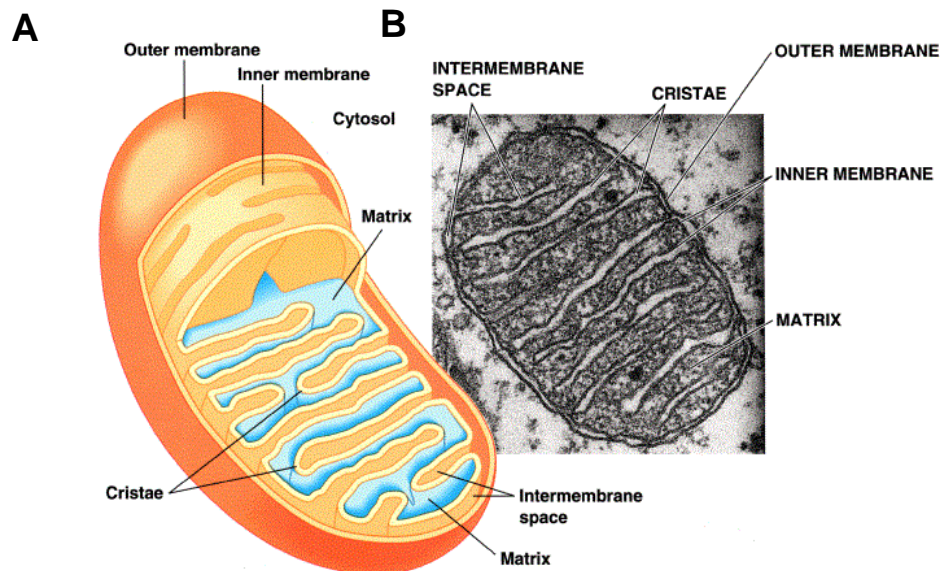 A
Outer membrane
Inner membrane
Cytosol
Matrix
Cristae
Intermembrane
space
Matrix
B
OUTER MEMBRANE
INTERMEMBRANE
SPACE
CRISTAE
INNER MEMBRANE
MATRIX